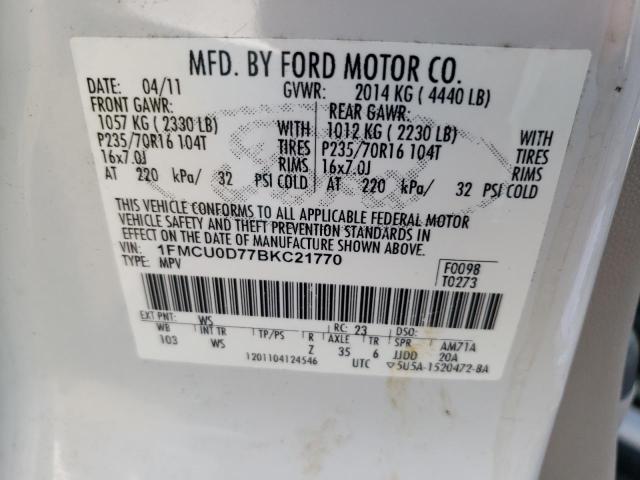 MFD. BY FORD MOTOR CO.
DATE: 04/11 GVWR: 2014 KG ( 4440 LB)
FRONT GAWR: REAR GAWR:
1057 KG ( 2330 LB) WITH 1012 KG ( 2230 LB) WITH
P235/70R16 104T TIRES P235/70R16 104T TIRES
16x7.0J RIMS 16x7.0J RIMS
AT 220 kPa/ 32 PSI COLD AT 220 kPa/ 32 PSI COLD
THIS VEHICLE CONFORMS TO ALL APPLICABLE FEDERAL MOTOR
VEHICLE SAFETY AND THEFT PREVENTION STANDARDS IN
EFFECT ON THE DATE OF MANUFACTURE SHOWN ABOVE.
VIN: 1FMCU0D77BKC21770
TYPE: MPV
F0098
T0273
EXT PNT: WS RC: 23 DSO:
WB INT TR TP/PS R AXLE TR SPR AM71A
103 WS Z 35 6 JJDD 20A
1201104124546 UTC ▽5U5A-1520472-BA